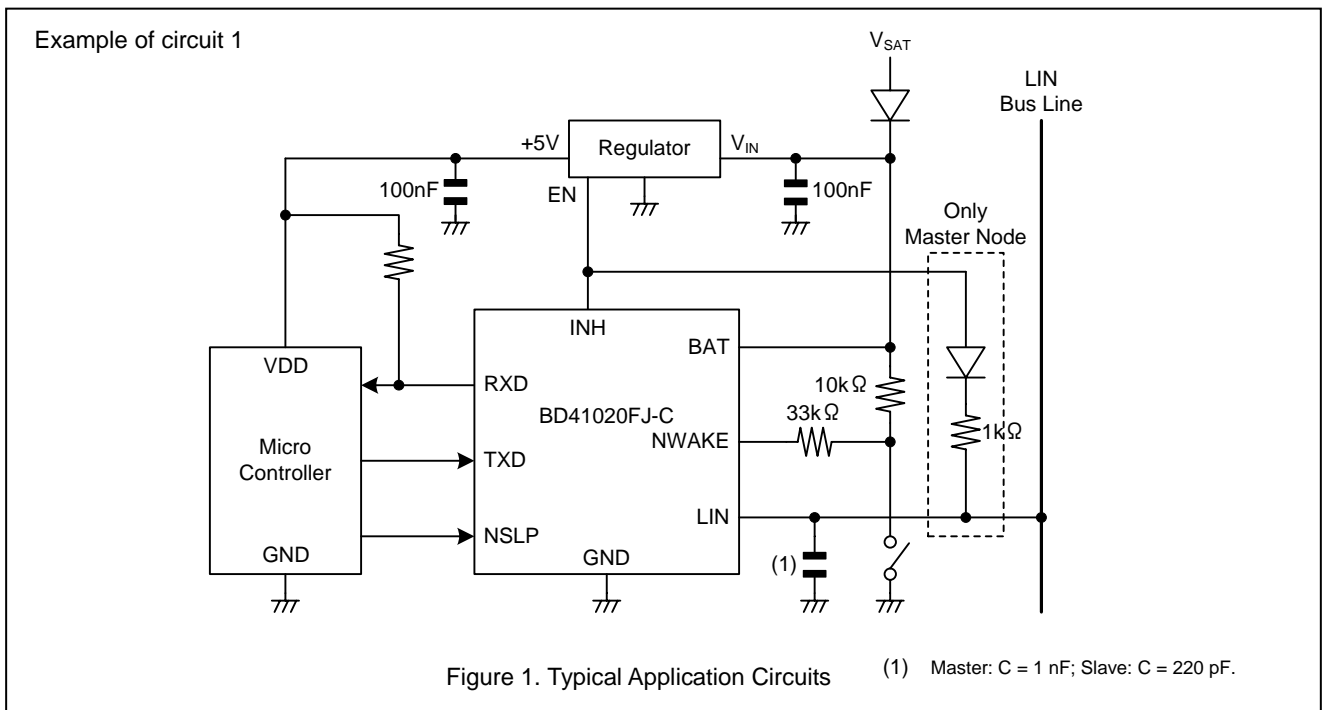 Example of circuit 1
V_SAT
LIN
Bus Line
+5V
Regulator
V_IN
100nF
EN
100nF
Only
Master Node
INH
VDD
BAT
RXD
10kΩ
BD41020FJ-C
33kΩ
NWAKE
1kΩ
Micro
Controller
TXD
LIN
NSLP
GND
GND
(1)
Figure 1. Typical Application Circuits
(1) Master: C = 1 nF; Slave: C = 220 pF.